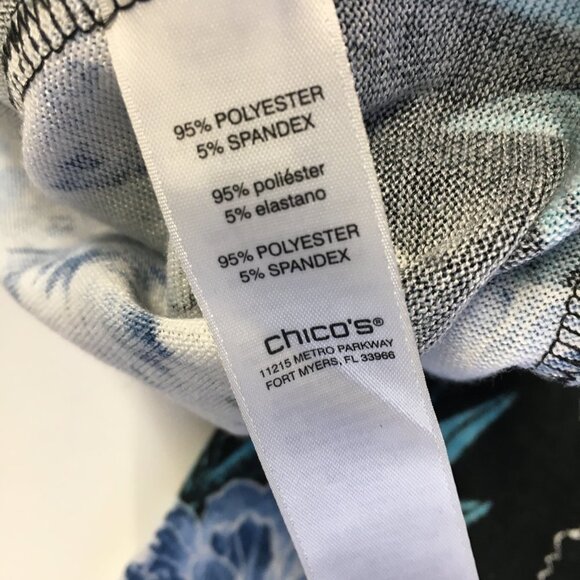 95% POLYESTER
5% SPANDEX
95% poliéster
5% elastano
95% POLYESTER
5% SPANDEX
chico's®
11215 METRO PARKWAY
FORT MYERS, FL 33966